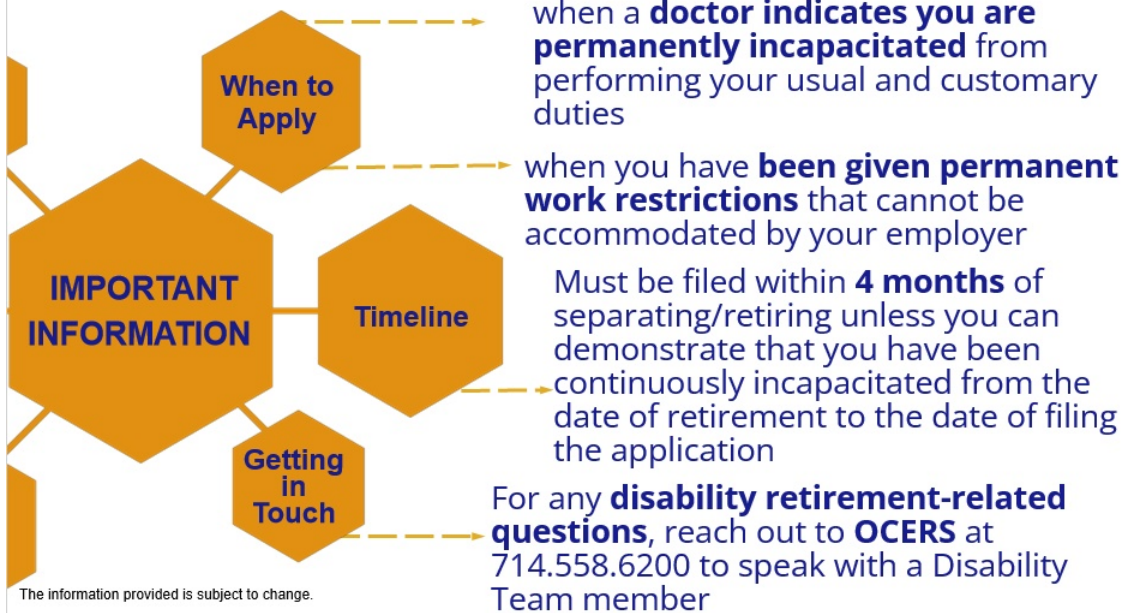 when a doctor indicates you are
permanently incapacitated from
performing your usual and customary
duties
When to
Apply
when you have been given permanent
work restrictions that cannot be
accommodated by your employer
IMPORTANT
INFORMATION
Timeline
Must be filed within 4 months of
separating/retiring unless you can
demonstrate that you have been
continuously incapacitated from the
date of retirement to the date of filing
the application
Getting
in
Touch
For any disability retirement-related
questions, reach out to OCERS at
714.558.6200 to speak with a Disability
Team member
The information provided is subject to change.